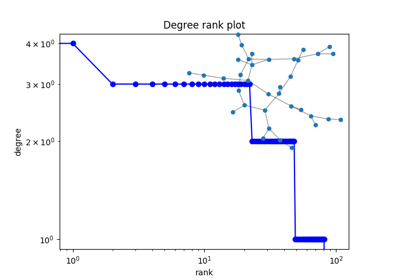 Degree rank plot
4 × 10⁰
3 × 10⁰
2 × 10⁰
10⁰
degree
10⁰ 10¹ 10²
rank